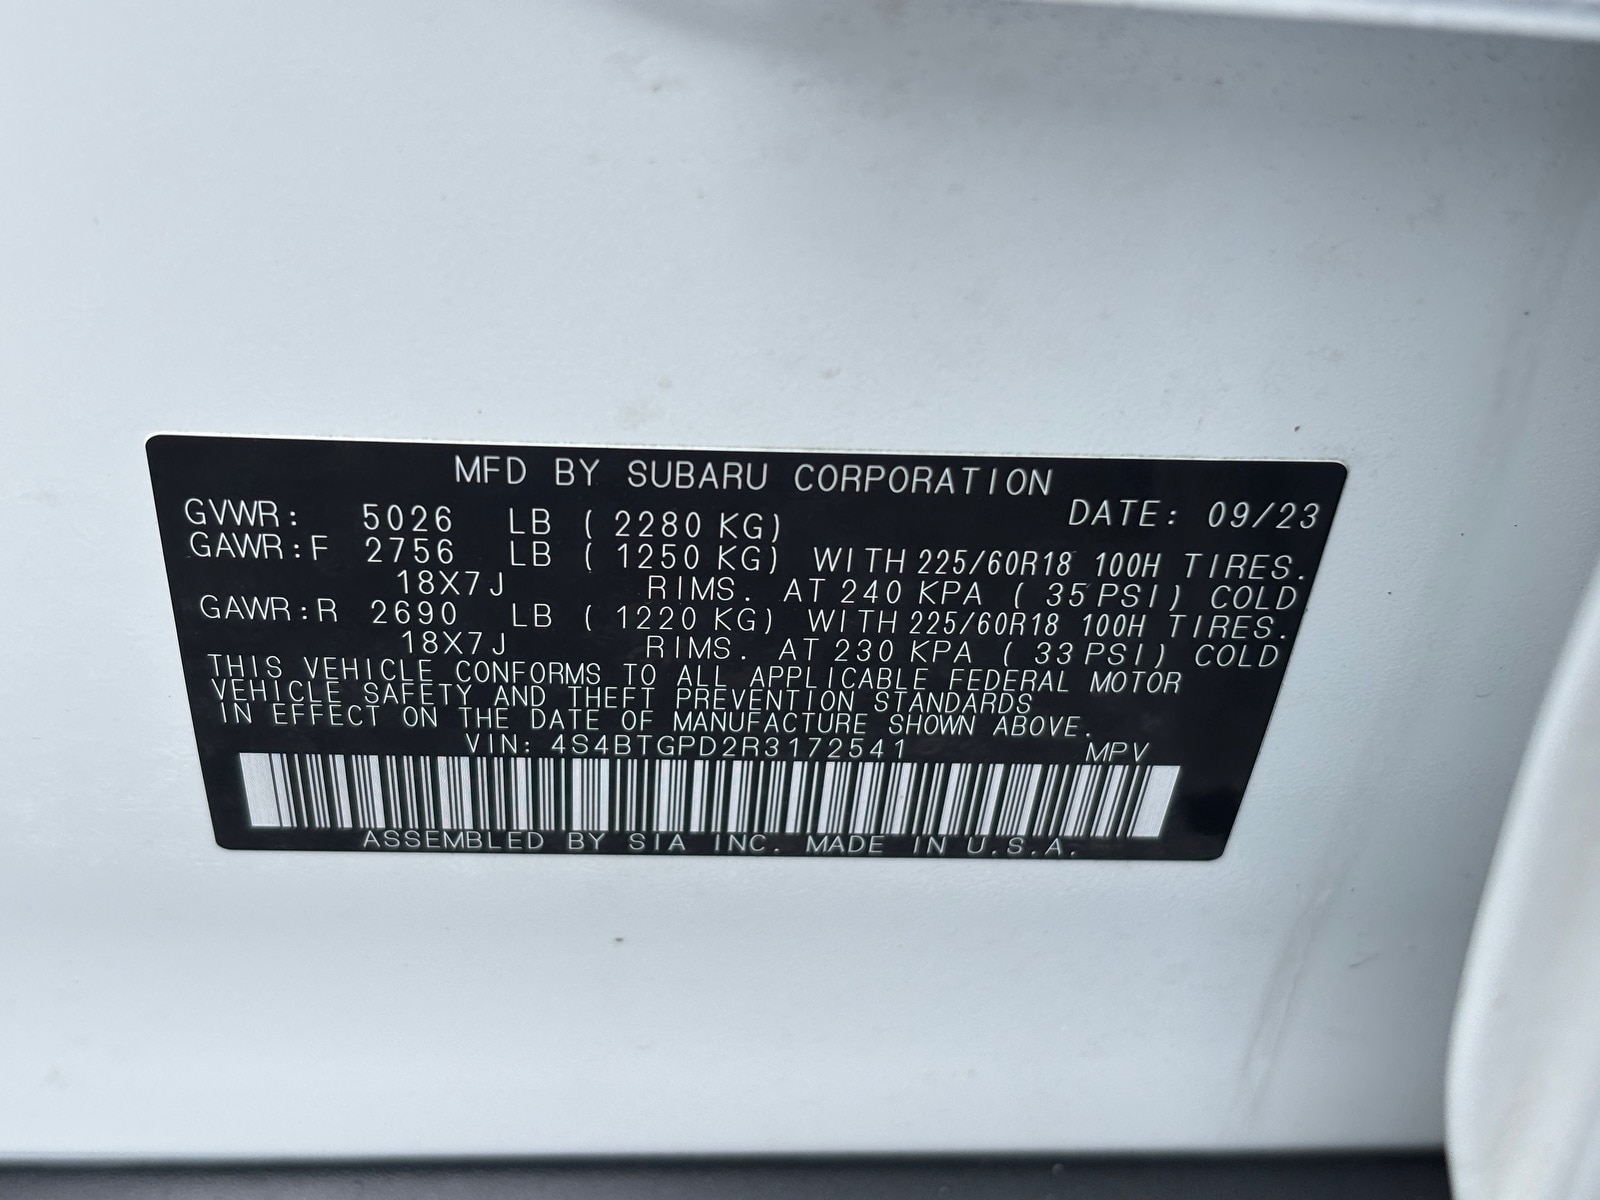 MFD BY SUBARU CORPORATION
GVWR: 5026 LB ( 2280 KG) DATE: 09/23
GAWR:F 2756 LB ( 1250 KG) WITH 225/60R18 100H TIRES.
18X7J RIMS. AT 240 KPA ( 35 PSI) COLD
GAWR:R 2690 LB ( 1220 KG) WITH 225/60R18 100H TIRES.
18X7J RIMS. AT 230 KPA ( 33 PSI) COLD
THIS VEHICLE CONFORMS TO ALL APPLICABLE FEDERAL MOTOR
VEHICLE SAFETY AND THEFT PREVENTION STANDARDS
IN EFFECT ON THE DATE OF MANUFACTURE SHOWN ABOVE.
VIN: 4S4BTGPD2R3172541 MPV
ASSEMBLED BY SIA INC. MADE IN U.S.A.